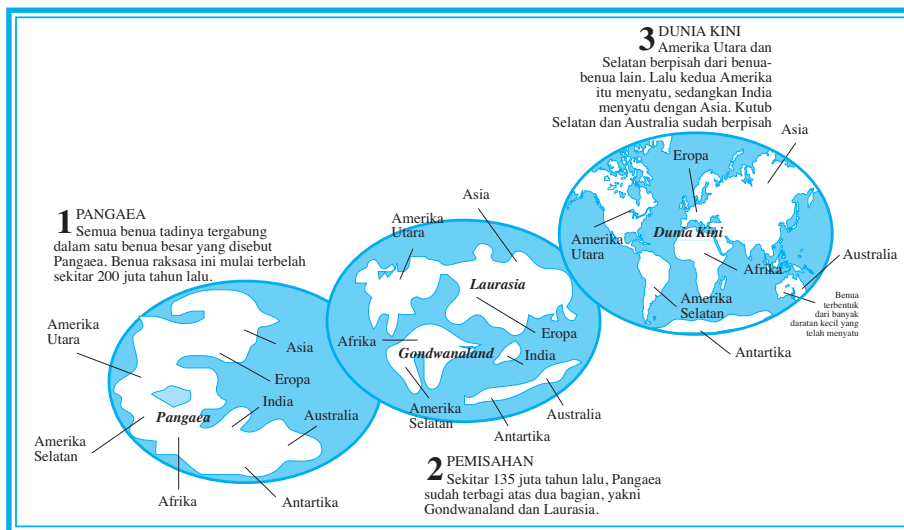 1 PANGAEA
Semua benua tadinya tergabung
dalam satu benua besar yang disebut
Pangaea. Benua raksasa ini mulai terbelah
sekitar 200 juta tahun lalu.
Amerika
Utara
Asia
Eropa
India
Australia
Pangaea
Amerika
Selatan
Afrika
Antartika
Asia
Amerika
Utara
Laurasia
Afrika
Eropa
Gondwanaland
India
Amerika
Selatan
Australia
Antartika
2 PEMISAHAN
Sekitar 135 juta tahun lalu, Pangaea
sudah terbagi atas dua bagian, yakni
Gondwanaland dan Laurasia.
3 DUNIA KINI
Amerika Utara dan
Selatan berpisah dari benua-
benua lain. Lalu kedua Amerika
itu menyatu, sedangkan India
menyatu dengan Asia. Kutub
Selatan dan Australia sudah berpisah
Asia
Eropa
Dunia Kini
Amerika
Utara
Afrika
Australia
Amerika
Selatan
Benua
terbentuk
dari banyak
daratan kecil yang
telah menyatu
Antartika